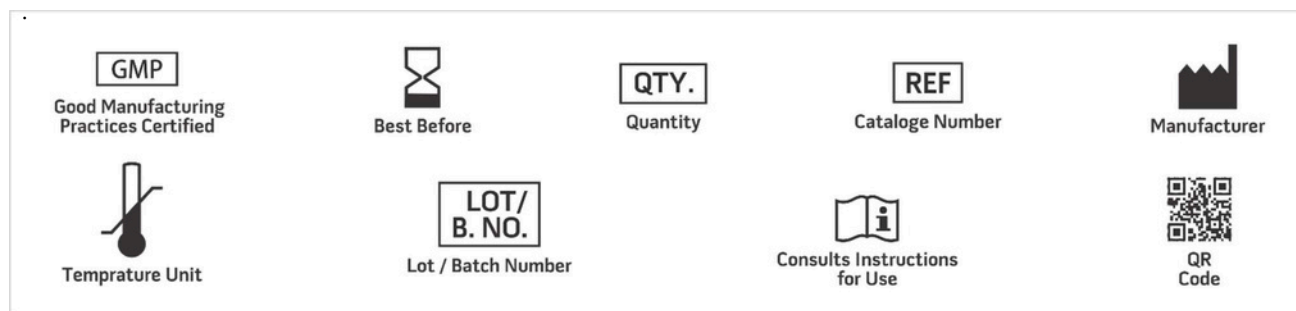 .
GMP
Good Manufacturing
Practices Certified
Best Before
QTY.
Quantity
REF
Cataloge Number
Manufacturer
Temprature Unit
LOT/
B. NO.
Lot / Batch Number
i
Consults Instructions
for Use
QR
Code